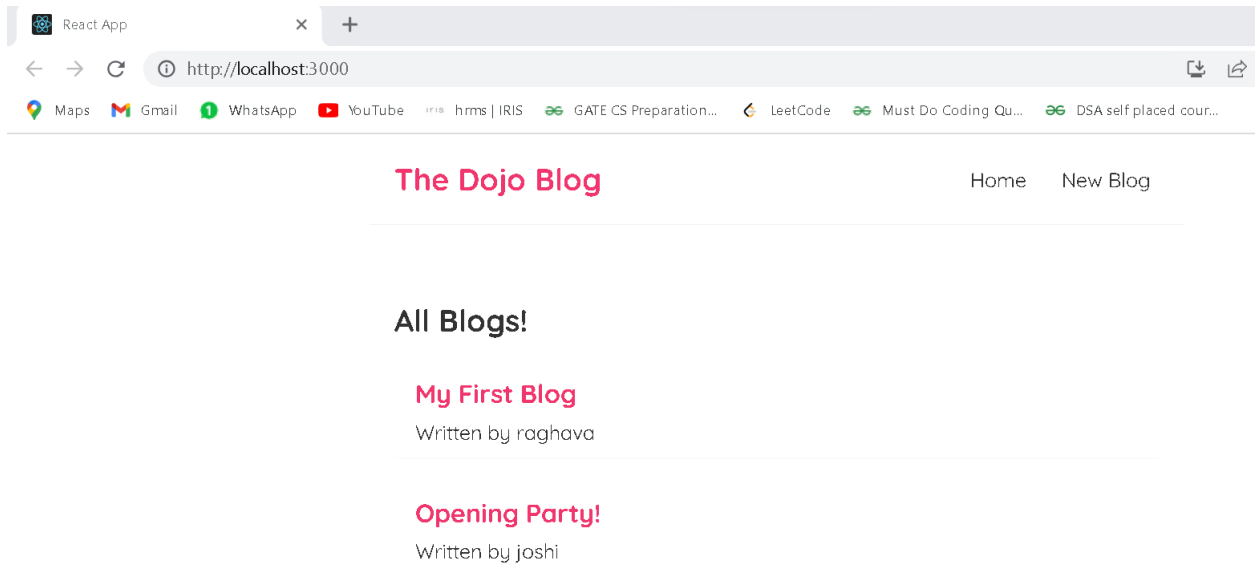 React App
http://localhost:3000
Maps Gmail WhatsApp YouTube IRIS hrms | IRIS GATE CS Preparation... LeetCode Must Do Coding Qu... DSA self placed cour...
The Dojo Blog Home New Blog
All Blogs!
My First Blog
Written by raghava
Opening Party!
Written by joshi